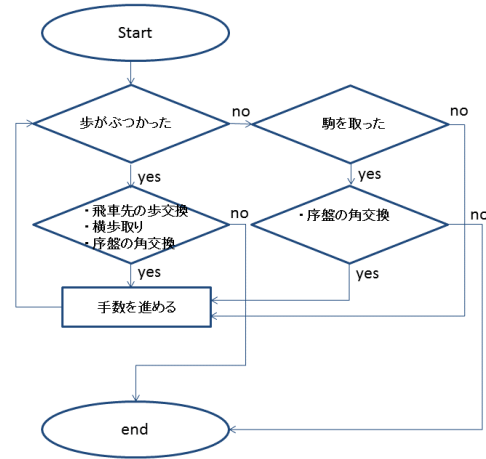 Start
歩がぶつかった
no
駒を取った
no
yes
yes
・飛車先の歩交換
・横歩取り
・序盤の角交換
no
・序盤の角交換
no
yes
yes
手数を進める
end